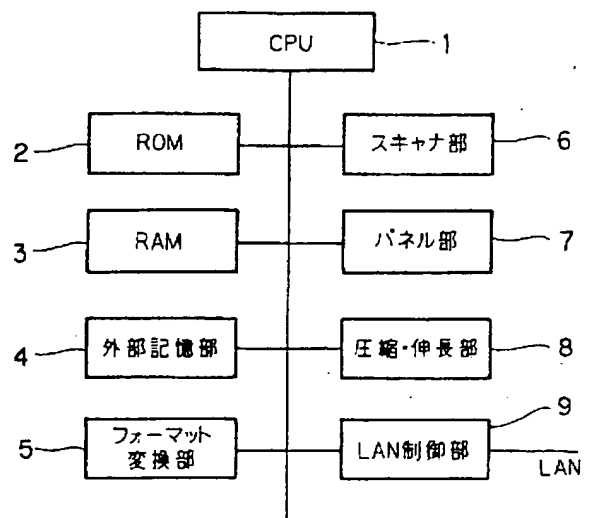 CPU
1
2
ROM
スキャナ部
6
3
RAM
パネル部
7
4
外部記憶部
圧縮・伸長部
8
5
フォーマット
変換部
LAN制御部
9
LAN